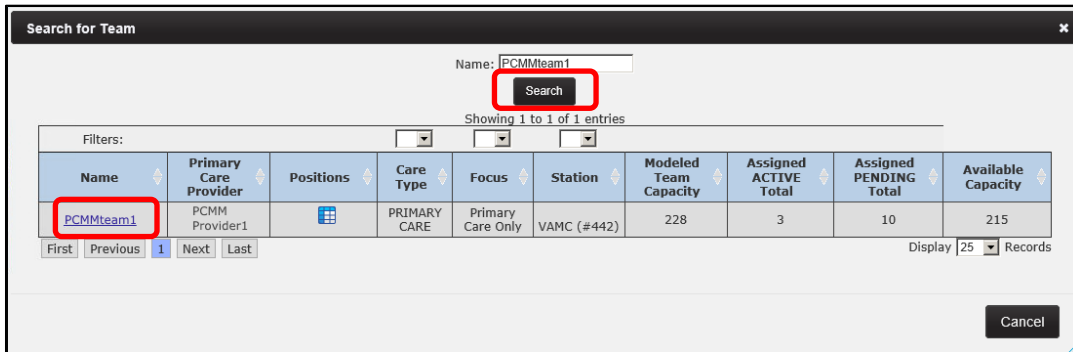 Search for Team
Name: PCMMteam1
Search
Showing 1 to 1 of 1 entries
Filters:
Name Primary Care Provider Positions Care Type Focus Station Modeled Team Capacity Assigned ACTIVE Total Assigned PENDING Total Available Capacity
PCMMteam1 PCMM Provider1 PRIMARY CARE Primary Care Only VAMC (#442) 228 3 10 215
First Previous 1 Next Last Display 25 Records
Cancel